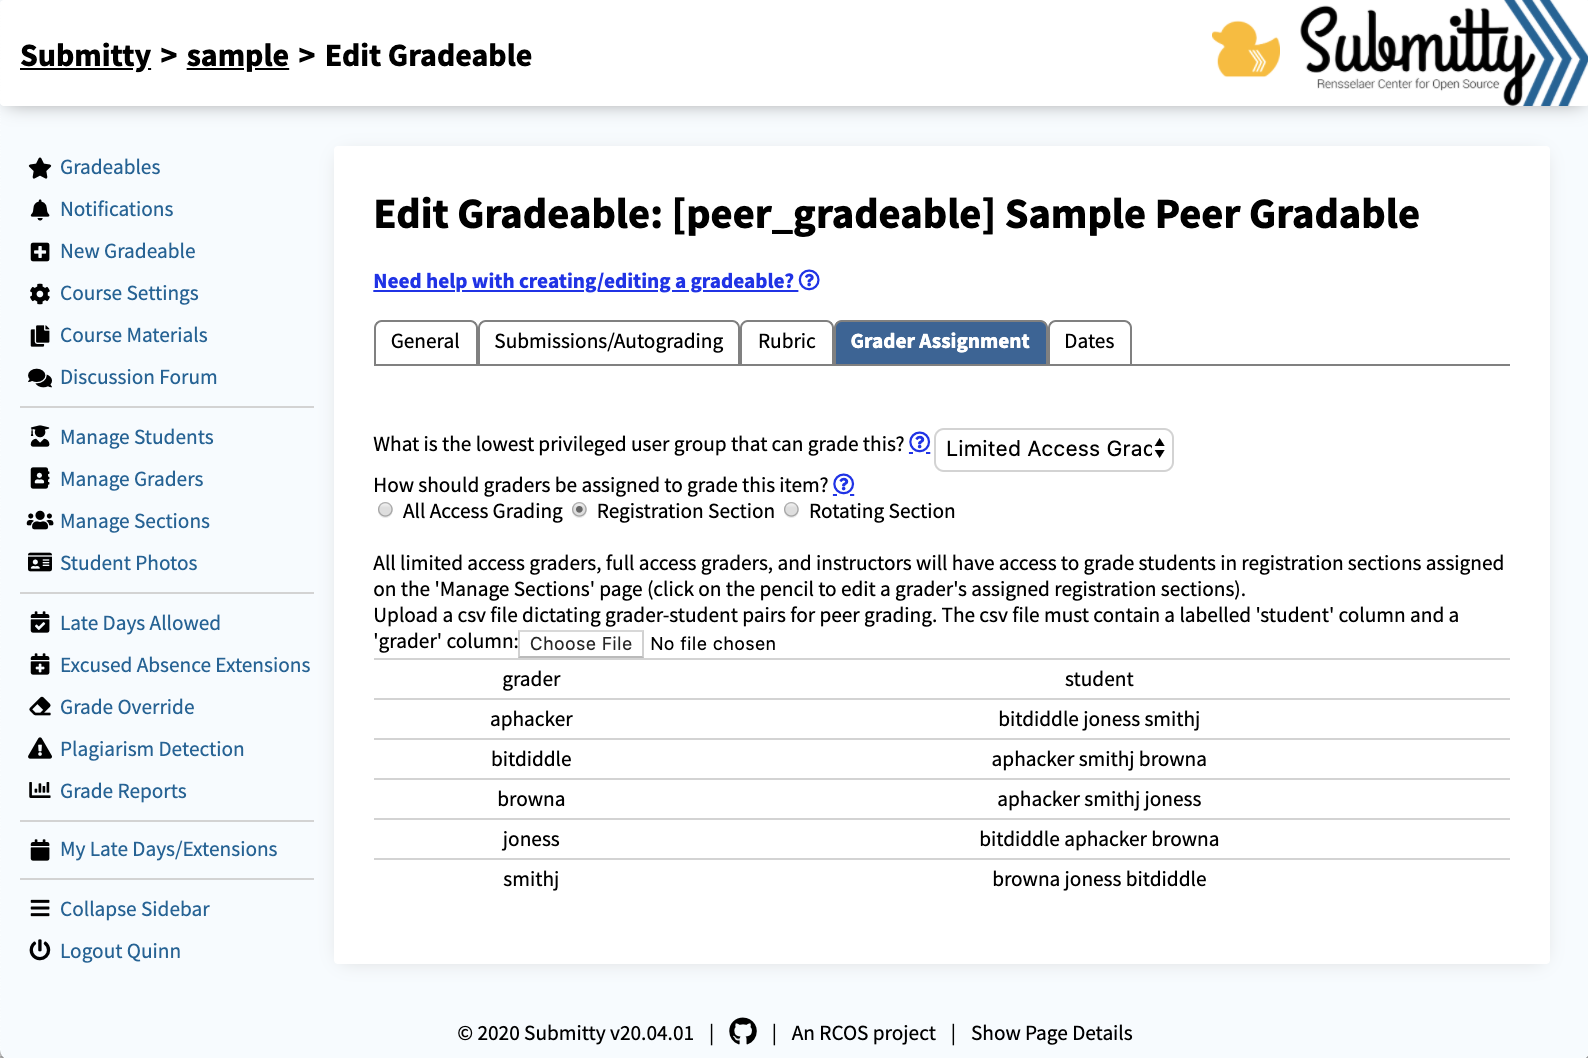 Submitty > sample > Edit Gradeable
Submitty
Rensselaer Center for Open Source
Gradeables
Notifications
New Gradeable
Course Settings
Course Materials
Discussion Forum
Manage Students
Manage Graders
Manage Sections
Student Photos
Late Days Allowed
Excused Absence Extensions
Grade Override
Plagiarism Detection
Grade Reports
My Late Days/Extensions
Collapse Sidebar
Logout Quinn
Edit Gradeable: [peer_gradeable] Sample Peer Gradable
Need help with creating/editing a gradeable? ?
General Submissions/Autograding Rubric Grader Assignment Dates
What is the lowest privileged user group that can grade this? ? Limited Access Grac
How should graders be assigned to grade this item? ?
All Access Grading Registration Section Rotating Section
All limited access graders, full access graders, and instructors will have access to grade students in registration sections assigned
on the 'Manage Sections' page (click on the pencil to edit a grader's assigned registration sections).
Upload a csv file dictating grader-student pairs for peer grading. The csv file must contain a labelled 'student' column and a
'grader' column: Choose File No file chosen
grader student
aphacker bitdiddle joness smithj
bitdiddle aphacker smithj browna
browna aphacker smithj joness
joness bitdiddle aphacker browna
smithj browna joness bitdiddle
© 2020 Submitty v20.04.01 | | An RCOS project | Show Page Details